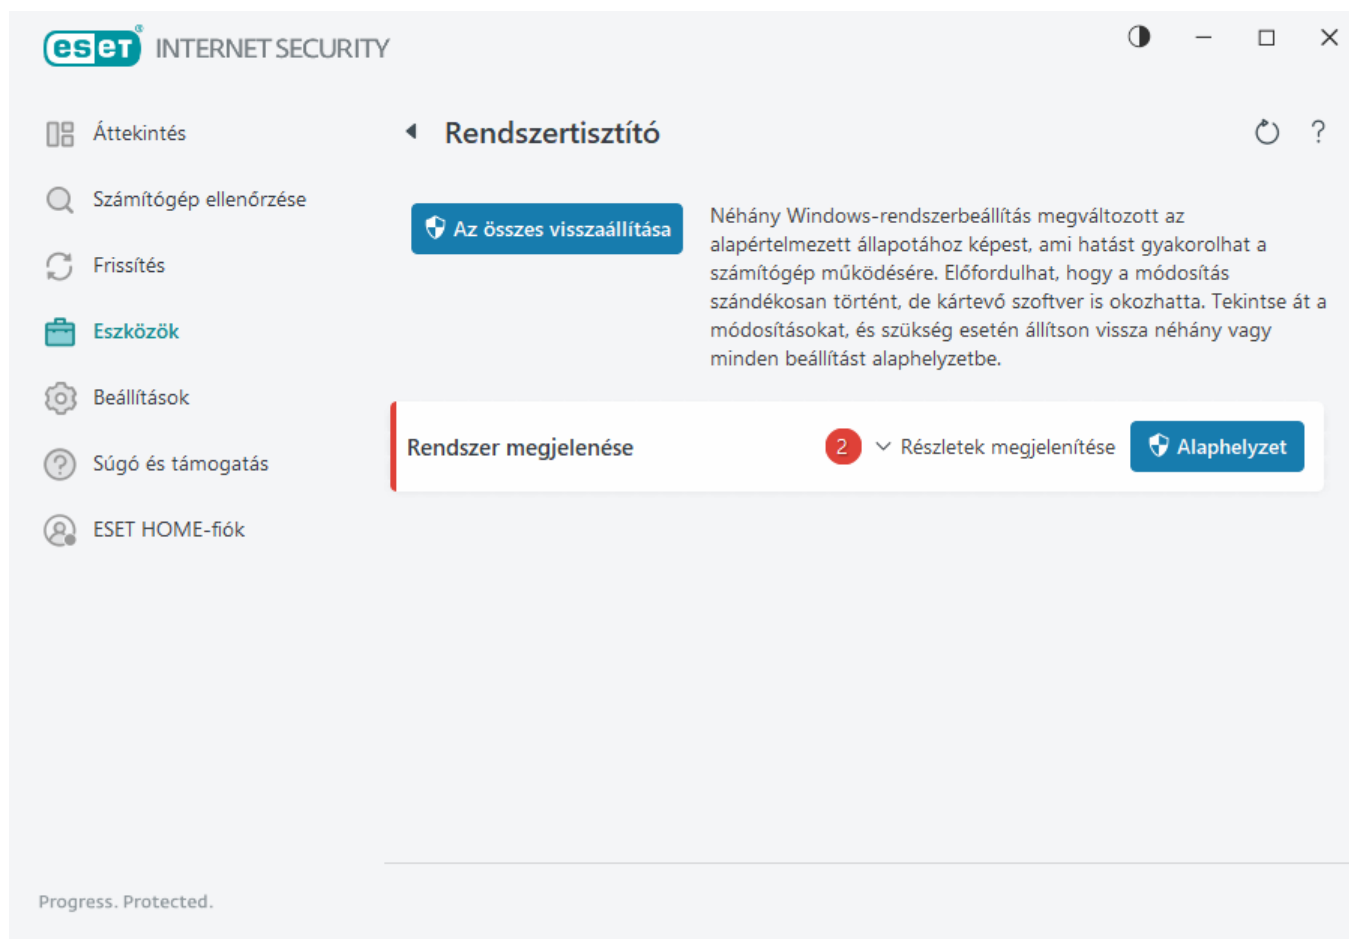 eset® INTERNET SECURITY
Áttekintés
Számítógép ellenőrzése
Frissítés
Eszközök
Beállítások
Súgó és támogatás
ESET HOME-fiók
Rendszertisztító
?
Az összes visszaállítása
Néhány Windows-rendszerbeállítás megváltozott az
alapértelmezett állapotához képest, ami hatást gyakorolhat a
számítógép működésére. Előfordulhat, hogy a módosítás
szándékosan történt, de kártevő szoftver is okozhatta. Tekintse át a
módosításokat, és szükség esetén állítson vissza néhány vagy
minden beállítást alaphelyzetbe.
Rendszer megjelenése
2
Részletek megjelenítése
Alaphelyzet
Progress. Protected.